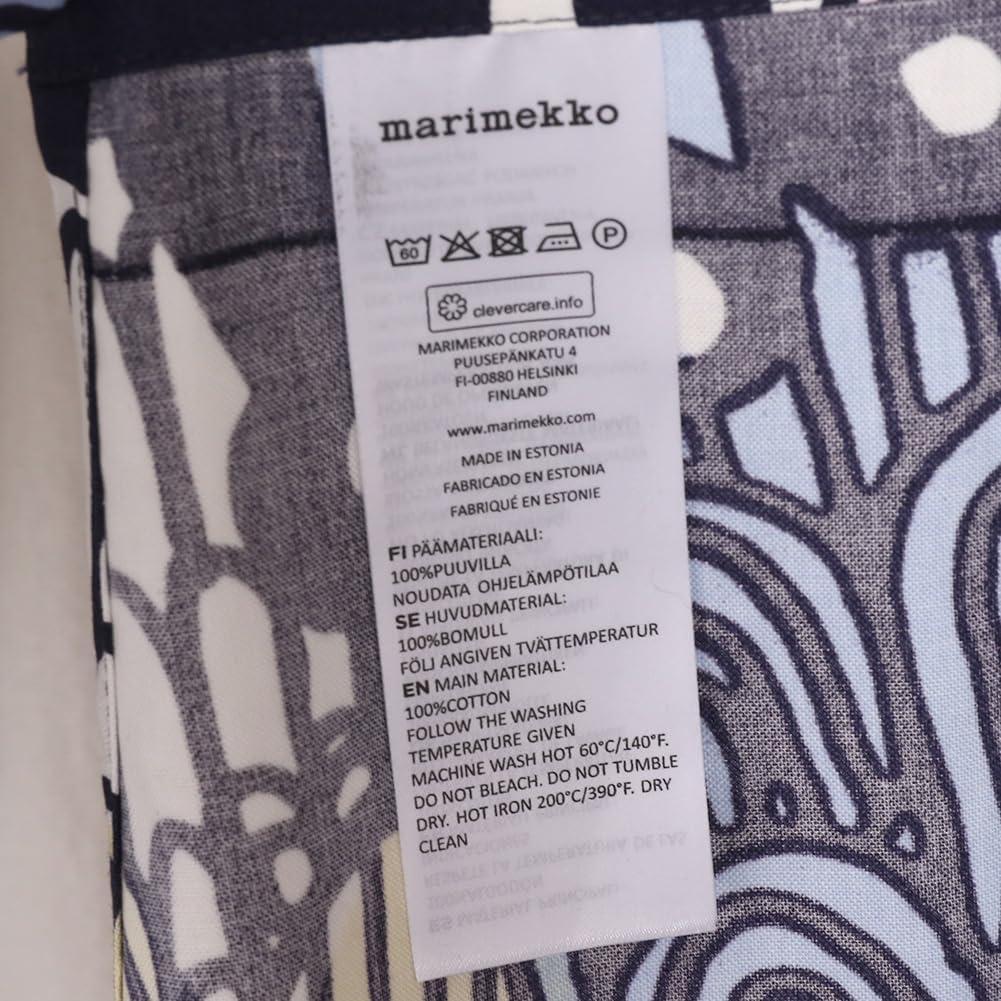 marimekko
60 P
clevercare.info
MARIMEKKO CORPORATION
PUUSEPÄNKATU 4
FI-00880 HELSINKI
FINLAND
www.marimekko.com
MADE IN ESTONIA
FABRICADO EN ESTONIA
FABRIQUÉ EN ESTONIE
FI PÄÄMATERIAALI:
100%PUUVILLA
NOUDATA OHJELÄMPÖTILAA
SE HUVUDMATERIAL:
100%BOMULL
FÖLJ ANGIVEN TVÄTTEMPERATUR
EN MAIN MATERIAL:
100%COTTON
FOLLOW THE WASHING
TEMPERATURE GIVEN
MACHINE WASH HOT 60°C/140°F.
DO NOT BLEACH. DO NOT TUMBLE
DRY. HOT IRON 200°C/390°F. DRY
CLEAN